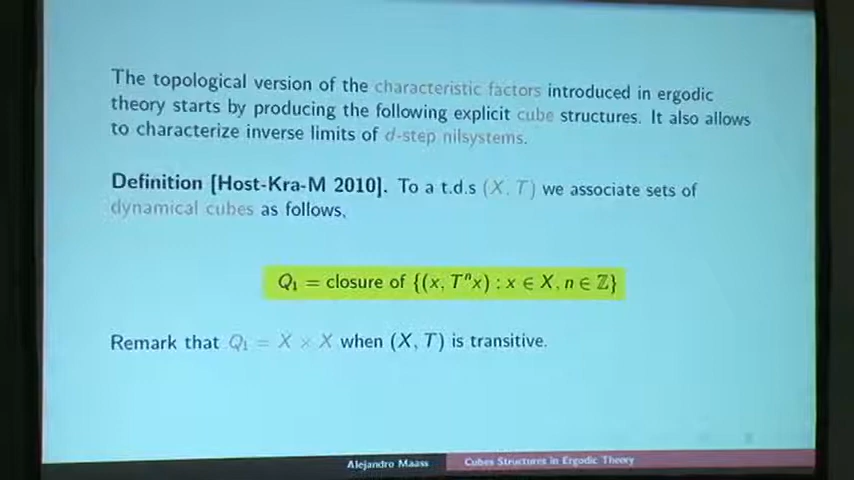 The topological version of the characteristic factors introduced in ergodic
theory starts by producing the following explicit cube structures. It also allows
to characterize inverse limits of d-step nilsystems.
Definition [Host-Kra-M 2010]. To a t.d.s (X, T) we associate sets of
dynamical cubes as follows,
Q₁ = closure of {(x, Tⁿx) : x ∈ X, n ∈ ℤ}
Remark that Q₁ = X × X when (X, T) is transitive.
Alejandro Maass Cubes Structures in Ergodic Theory